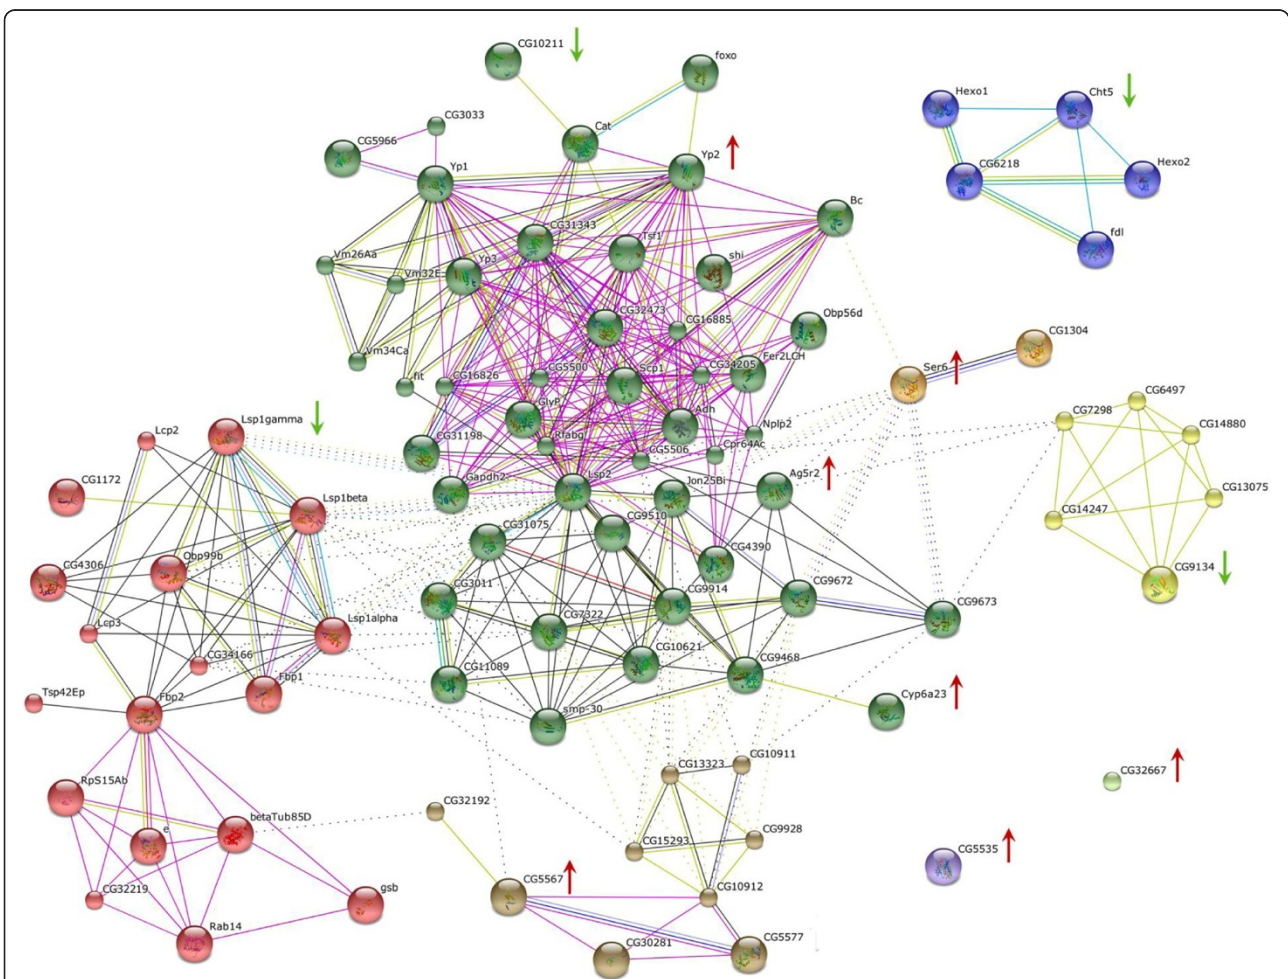 CG10211
foxo
Hexo1
Cht5
CG3033
Cat
CG5966
Yp1
Yp2
CG6218
Hexo2
Bc
CG31343
Tsf1
fdl
Vm26Aa
Vm32E
Yp3
shi
CG32473
CG16885
Obp56d
CG1304
Vm34Ca
Fer2LCH
Ser6
fit
CG16826
CG5500
Scp1
CG34205
CG6497
CG7298
CG14880
Lsp1gamma
Lcp2
GlyP
Adh
Nplp2
CG31198
Rfabg
CG5506
Cpr64Ac
CG1172
Gapdh2
Lsp2
Jon25Bi
Ag5r2
CG13075
Lsp1beta
CG14247
CG31075
CG9510
Obp99b
CG4306
CG4390
CG9134
CG3011
CG9914
CG9672
CG9673
Lcp3
Lsp1alpha
CG7322
CG34166
CG10621
CG9468
CG11089
Tsp42Ep
Fbp2
Fbp1
smp-30
Cyp6a23
CG13323
CG10911
CG32667
RpS15Ab
betaTub85D
CG32192
e
CG15293
CG9928
CG5535
CG32219
gsb
CG5567
CG10912
Rab14
CG30281
CG5577